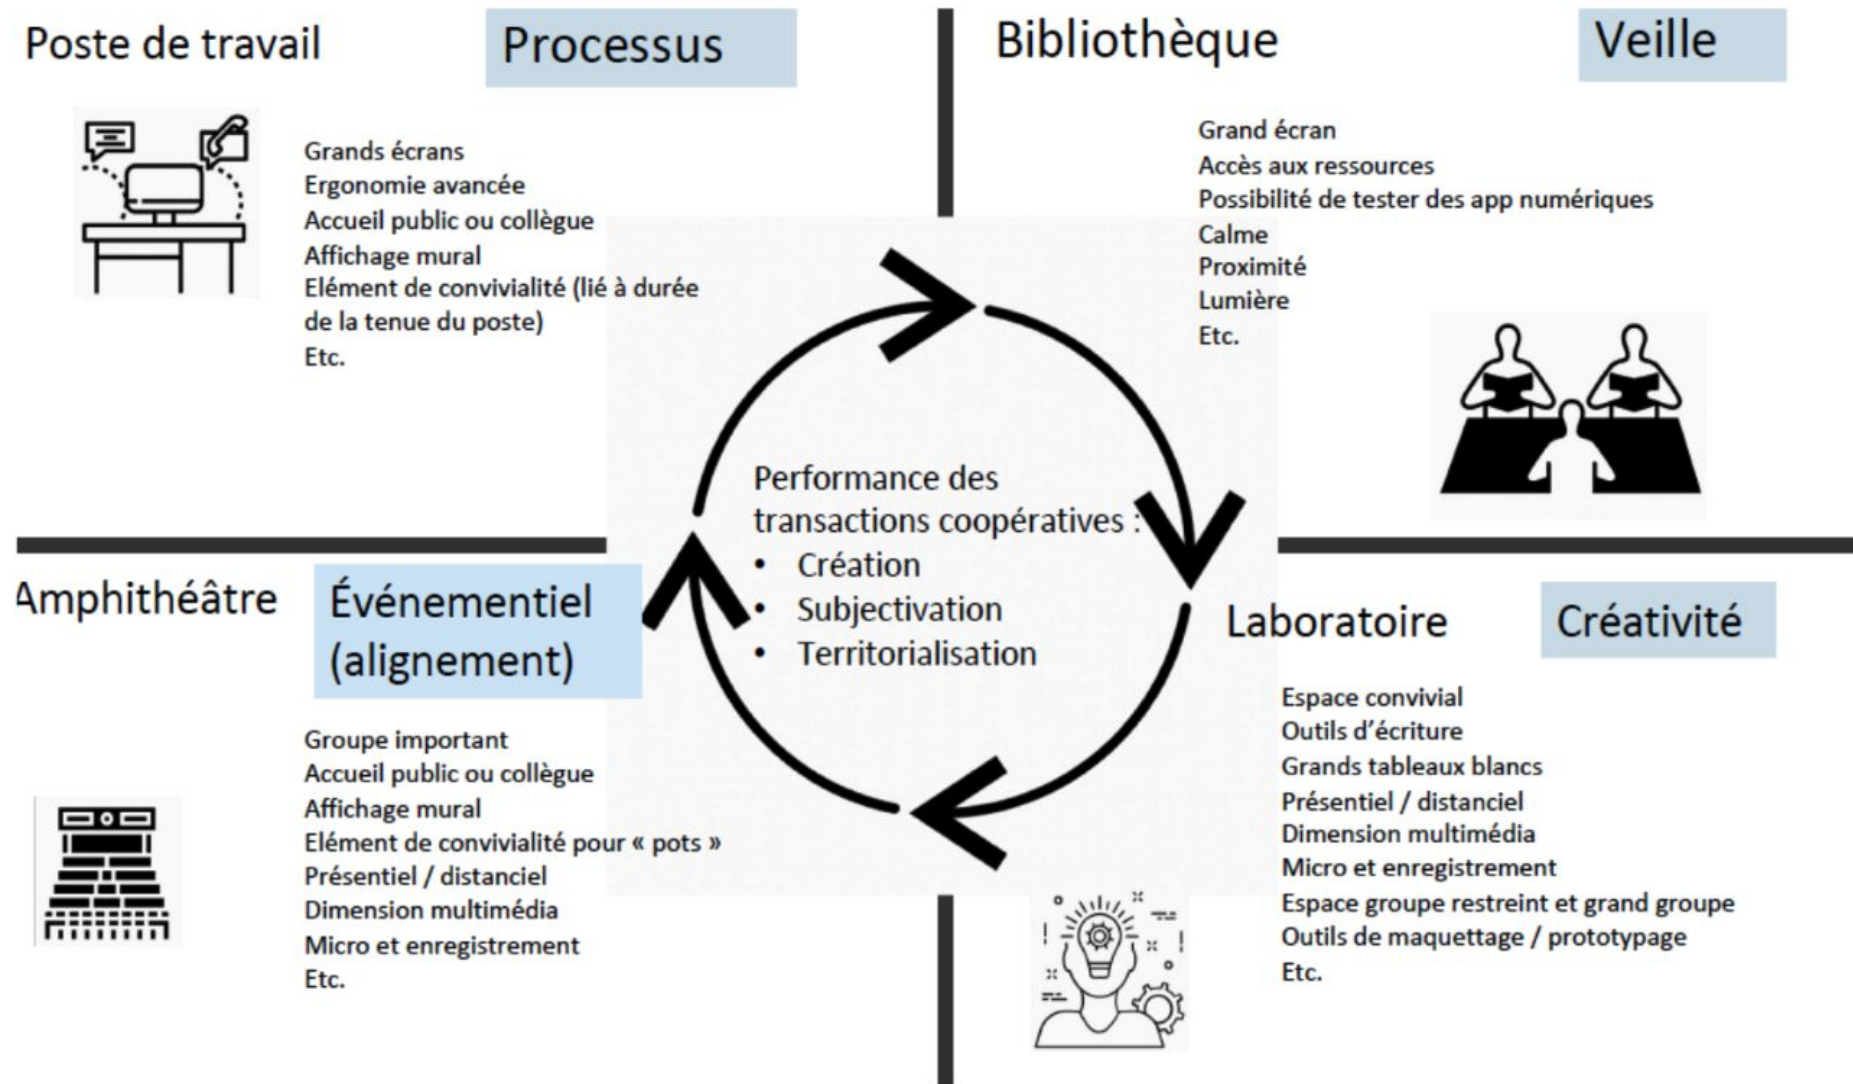 Poste de travail
Processus
Grands écrans
Ergonomie avancée
Accueil public ou collègue
Affichage mural
Elément de convivialité (lié à durée
de la tenue du poste)
Etc.
Bibliothèque
Veille
Grand écran
Accès aux ressources
Possibilité de tester des app numériques
Calme
Proximité
Lumière
Etc.
Performance des
transactions coopératives :
• Création
• Subjectivation
• Territorialisation
Amphithéâtre
Événementiel
(alignement)
Groupe important
Accueil public ou collègue
Affichage mural
Elément de convivialité pour « pots »
Présentiel / distanciel
Dimension multimédia
Micro et enregistrement
Etc.
Laboratoire
Créativité
Espace convivial
Outils d’écriture
Grands tableaux blancs
Présentiel / distanciel
Dimension multimédia
Micro et enregistrement
Espace groupe restreint et grand groupe
Outils de maquettage / prototypage
Etc.